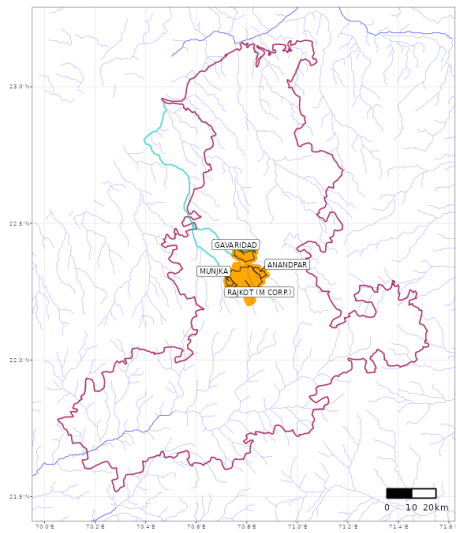 23.0°N
22.5°N
GAVARIDAD
ANANDPAR
MUNJKA
RAJKOT (M CORP.)
22.0°N
21.5°N
0 10 20km
70.0°E 70.2°E 70.4°E 70.6°E 70.8°E 71.0°E 71.2°E 71.4°E 71.6°E